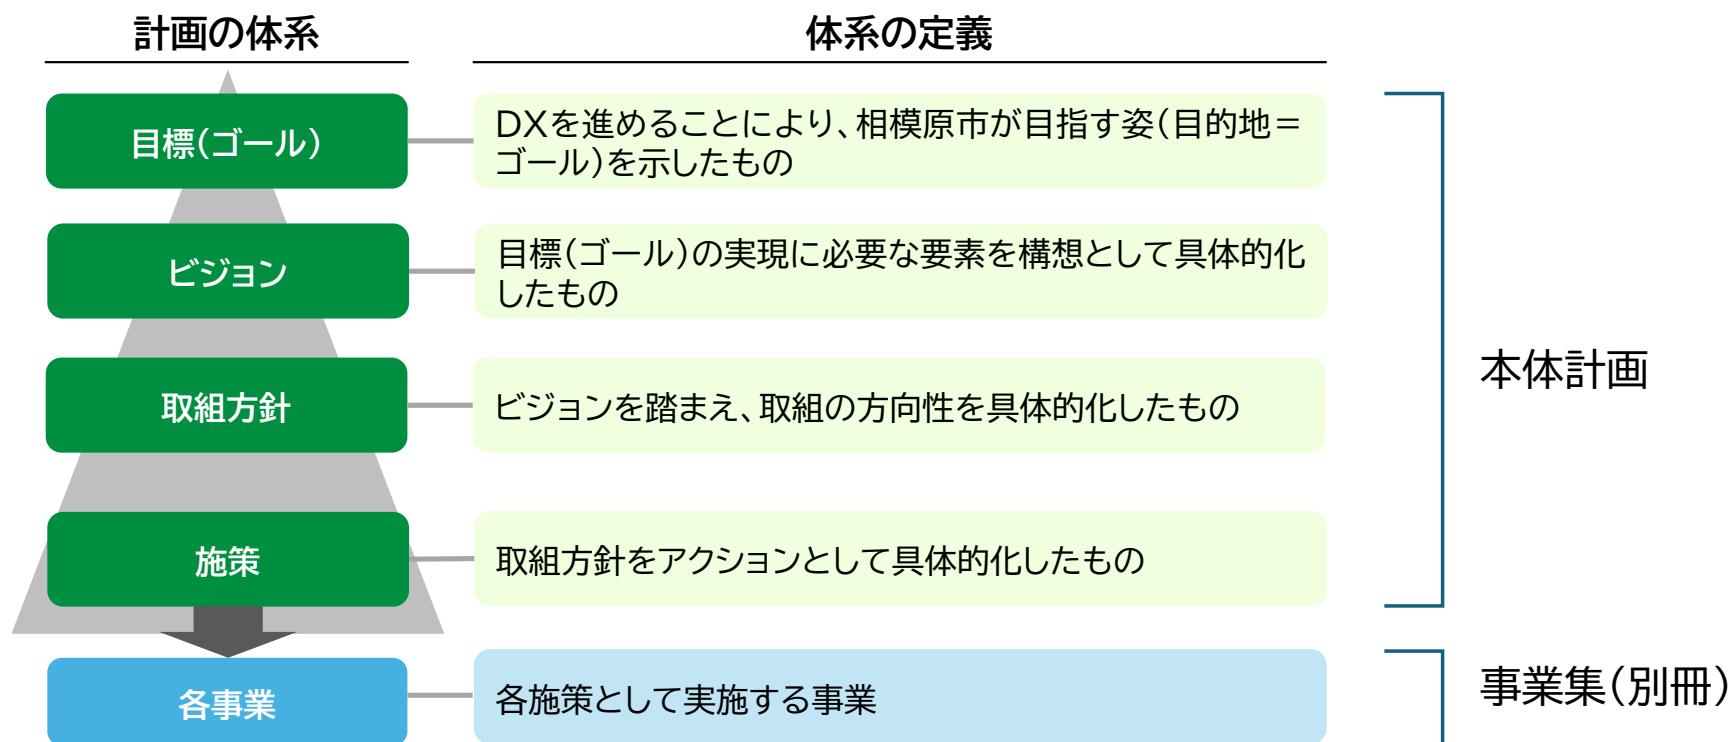 計画の体系
体系の定義
目標(ゴール)
DXを進めることにより、相模原市が目指す姿(目的地=
ゴール)を示したもの
ビジョン
目標(ゴール)の実現に必要な要素を構想として具体的化
したもの
取組方針
ビジョンを踏まえ、取組の方向性を具体的化したもの
施策
取組方針をアクションとして具体的化したもの
本体計画
各事業
各施策として実施する事業
事業集(別冊)